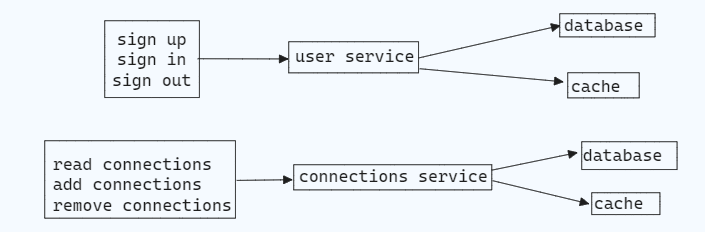 sign up
sign in
sign out
user service
database
cache
read connections
add connections
remove connections
connections service
database
cache